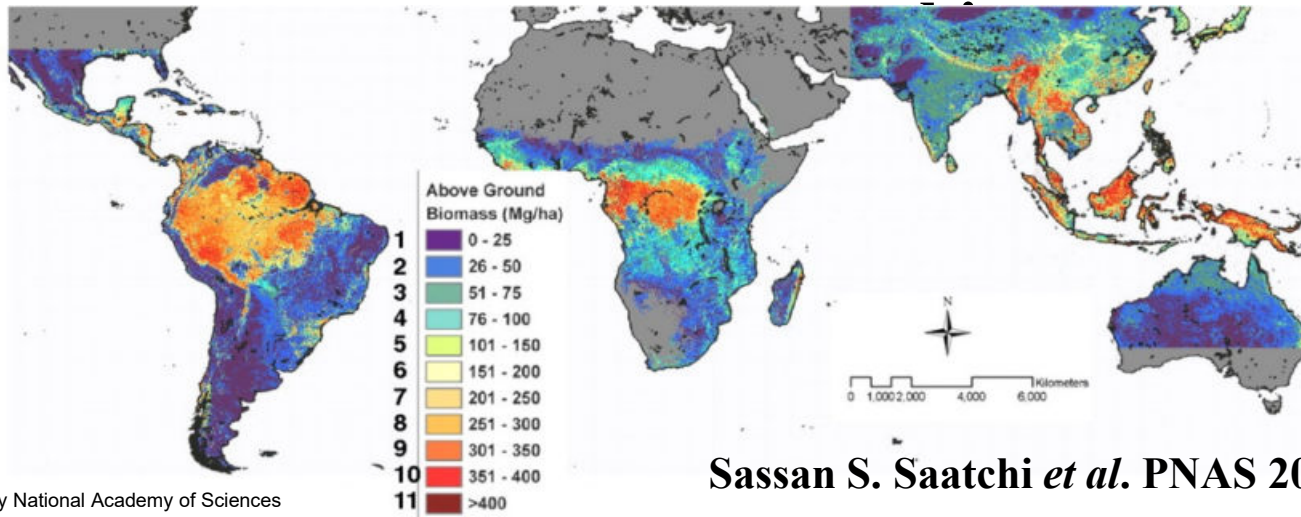 Above Ground
Biomass (Mg/ha)
1 0 - 25
2 26 - 50
3 51 - 75
4 76 - 100
5 101 - 150
6 151 - 200
7 201 - 250
8 251 - 300
9 301 - 350
10 351 - 400
11 >400
N
Kilometers
0 1,000 2,000 4,000 6,000
Sassan S. Saatchi et al. PNAS 20
y National Academy of Sciences